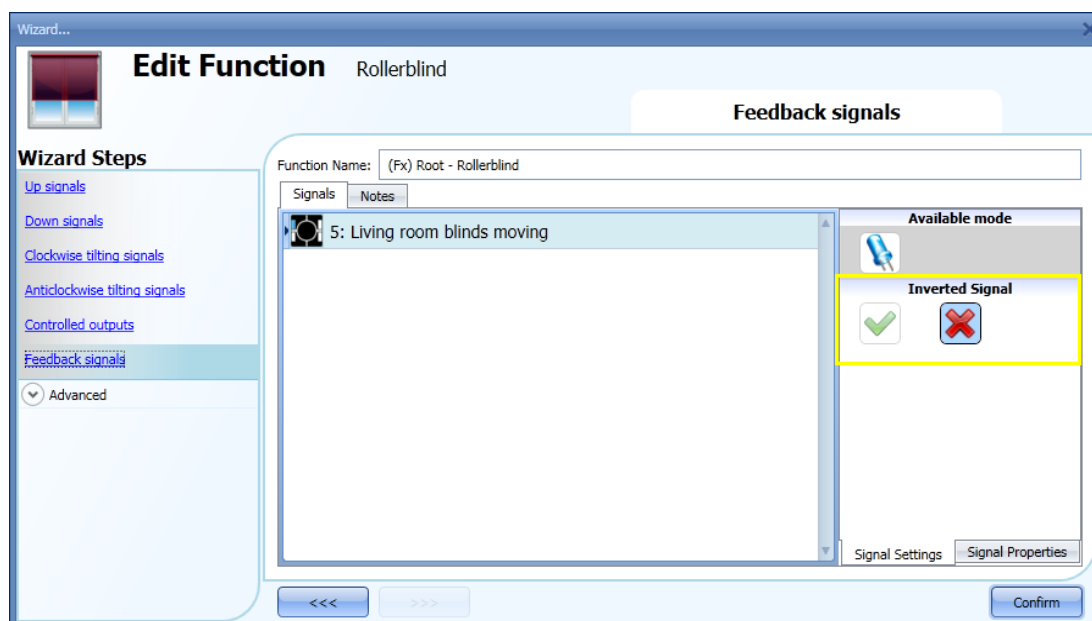 Wizard...
Edit Function Rollerblind
Feedback signals
Wizard Steps
Up signals
Down signals
Clockwise tilting signals
Anticlockwise tilting signals
Controlled outputs
Feedback signals
Advanced
Function Name: (Fx) Root - Rollerblind
Signals Notes
5: Living room blinds moving
Available mode
Inverted Signal
Signal Settings Signal Properties
<<< >>> Confirm